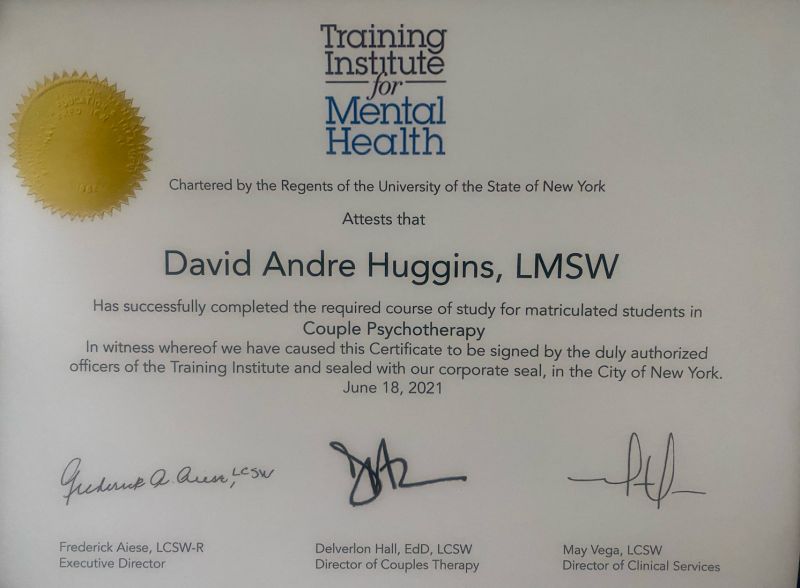 Training
Institute
for
Mental
Health
Chartered by the Regents of the University of the State of New York
Attests that
David Andre Huggins, LMSW
Has successfully completed the required course of study for matriculated students in
Couple Psychotherapy
In witness whereof we have caused this Certificate to be signed by the duly authorized
officers of the Training Institute and sealed with our corporate seal, in the City of New York.
June 18, 2021
Frederick A. Aiese, LCSW
Frederick Aiese, LCSW-R
Executive Director
Delverlon Hall, EdD, LCSW
Director of Couples Therapy
May Vega, LCSW
Director of Clinical Services